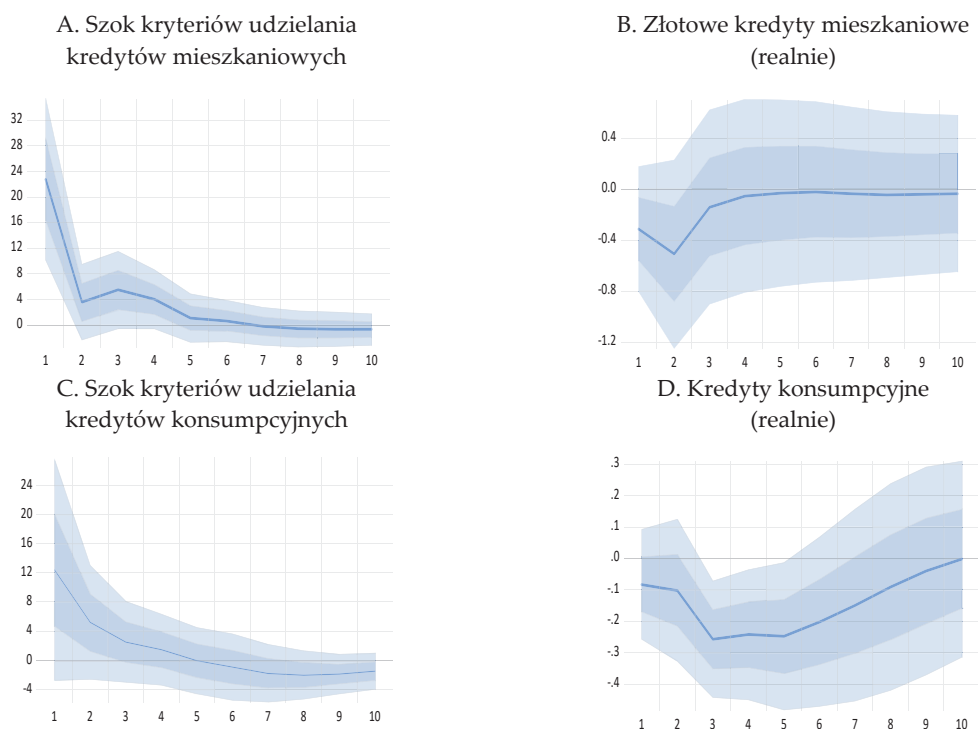 A. Szok kryteriów udzielania
kredytów mieszkaniowych
32
28
24
20
16
12
8
4
0
1 2 3 4 5 6 7 8 9 10
B. Złotowe kredyty mieszkaniowe
(realnie)
0.4
0.0
-0.4
-0.8
-1.2
1 2 3 4 5 6 7 8 9 10
C. Szok kryteriów udzielania
kredytów konsumpcyjnych
24
20
16
12
8
4
0
-4
1 2 3 4 5 6 7 8 9 10
D. Kredyty konsumpcyjne
(realnie)
.3
.2
.1
.0
-.1
-.2
-.3
-.4
1 2 3 4 5 6 7 8 9 10